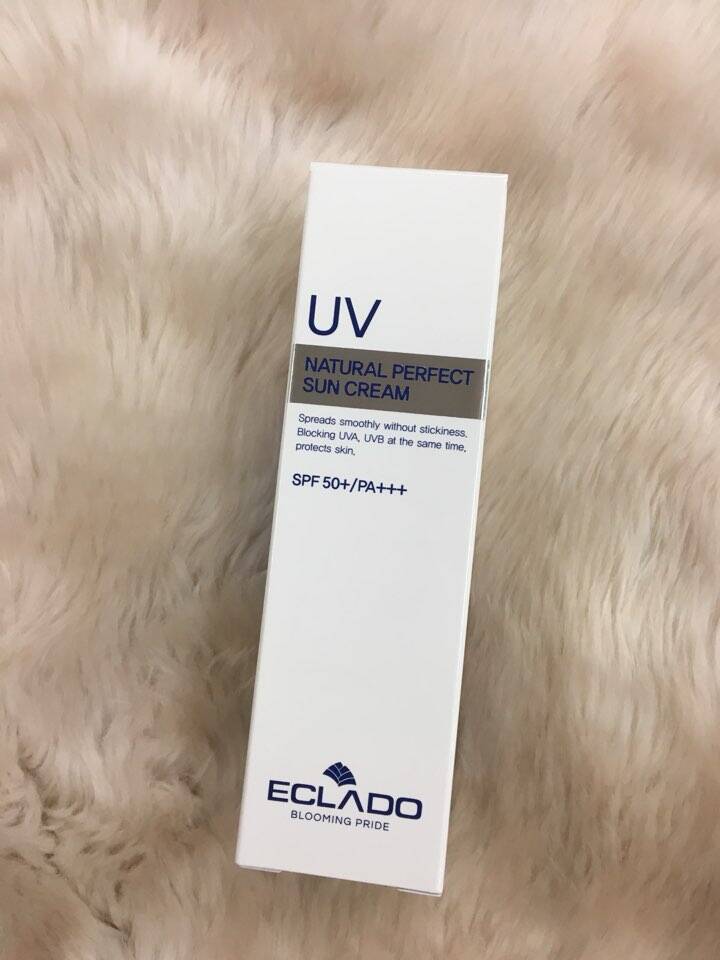 UV
NATURAL PERFECT
SUN CREAM
Spreads smoothly without stickiness.
Blocking UVA, UVB at the same time,
protects skin.
SPF 50+/PA+++
ECLADO
BLOOMING PRIDE